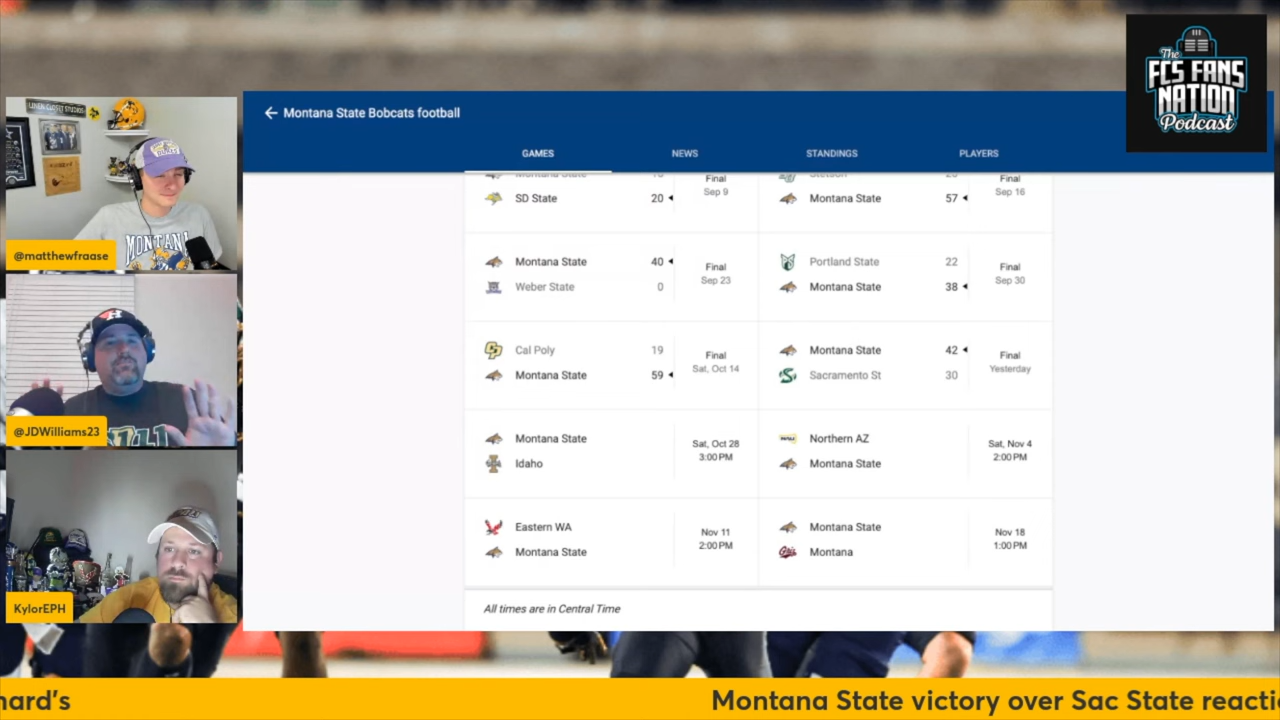 The
FCS FANS
NATION
Podcast
Montana State Bobcats football
GAMES NEWS STANDINGS PLAYERS
Montana State
SD State 20
Final
Sep 9
Stetson
Montana State 57
Final
Sep 16
Montana State 40
Weber State 0
Final
Sep 23
Portland State 22
Montana State 38
Final
Sep 30
Cal Poly 19
Montana State 59
Final
Sat, Oct 14
Montana State 42
Sacramento St 30
Final
Yesterday
Montana State
Idaho
Sat, Oct 28
3:00 PM
Northern AZ
Montana State
Sat, Nov 4
2:00 PM
Eastern WA
Montana State
Nov 11
2:00 PM
Montana State
Montana
Nov 18
1:00 PM
All times are in Central Time
MONTANA
@matthewfraase
@JDWilliams23
KylorEPH
nard's
Montana State victory over Sac State reacti